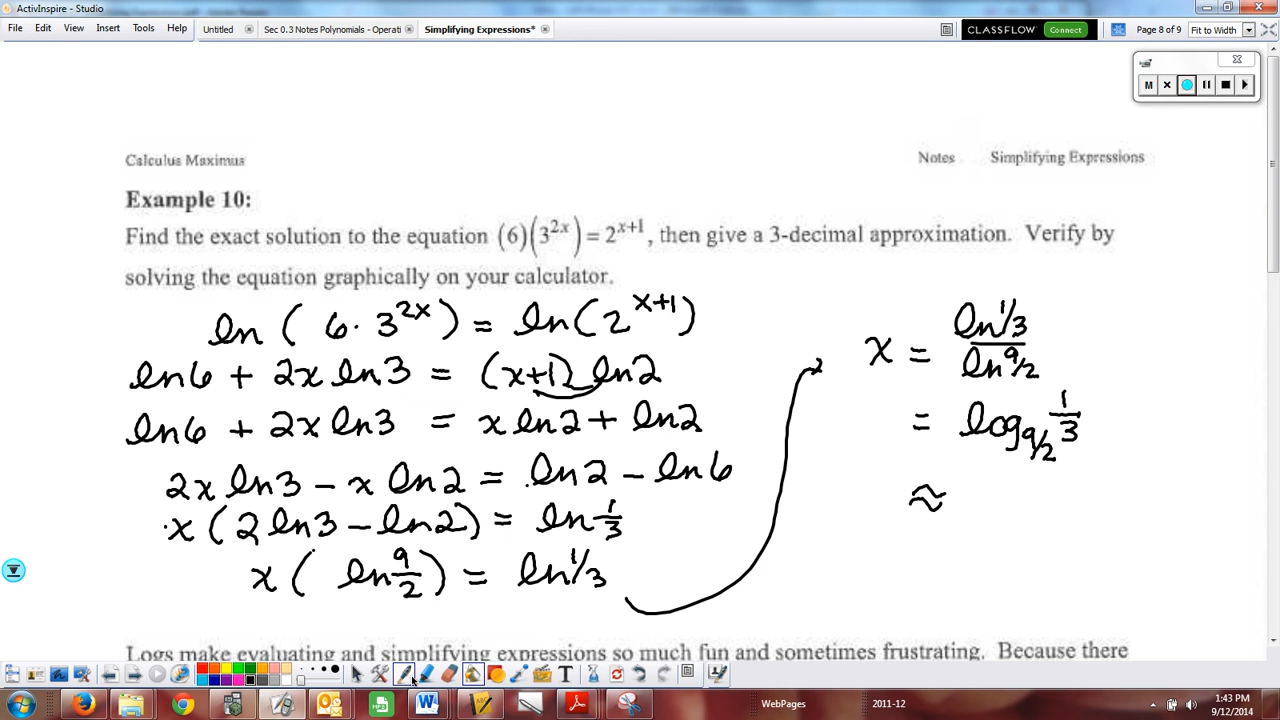 ActivInspire - Studio
File Edit View Insert Tools Help Untitled Sec 0.3 Notes Polynomials - Operati Simplifying Expressions* CLASSFLOW Connect Page 8 of 9 Fit to Width
M
Calculus Maximus Notes Simplifying Expressions
Example 10:
Find the exact solution to the equation (6)(3^{2x}) = 2^{x+1}, then give a 3-decimal approximation. Verify by
solving the equation graphically on your calculator.
ln ( 6 · 3^{2x} ) = ln(2^{x+1})
ln6 + 2x ln3 = (x+1) ln2
ln6 + 2x ln3 = x ln2 + ln2
2x ln3 - x ln2 = ln2 - ln6
x ( 2 ln3 - ln2 ) = ln 1/3
x ( ln 9/2 ) = ln 1/3
x = ln 1/3 / ln 9/2
= log_{9/2} 1/3
≈
Logs make evaluating and simplifying expressions so much fun and sometimes frustrating. Because there
WebPages 2011-12 1:43 PM
9/12/2014